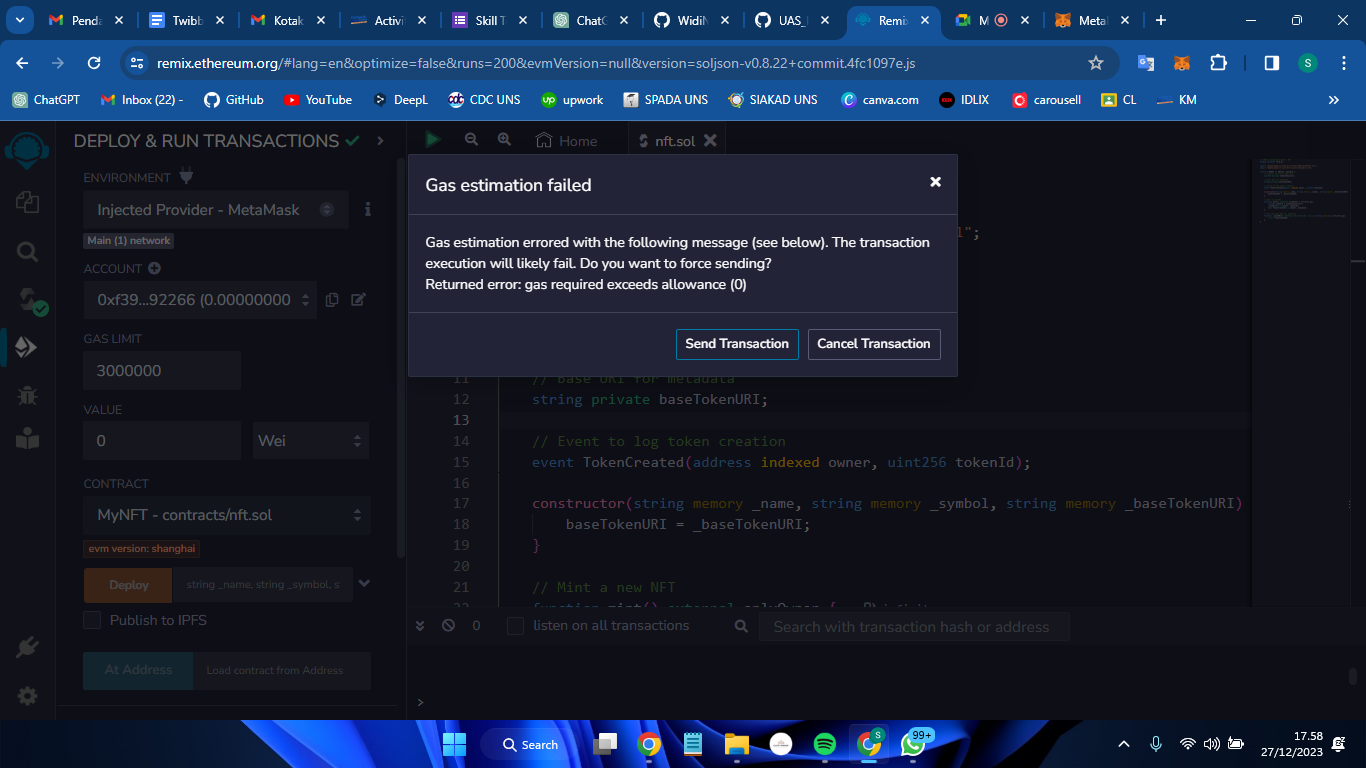 Penda
Twibb
Kotak
Activi
Skill T
ChatG
WidiN
UAS_
Remix
M
Metal
remix.ethereum.org/#lang=en&optimize=false&runs=200&evmVersion=null&version=soljson-v0.8.22+commit.4fc1097e.js
S
ChatGPT
Inbox (22) -
GitHub
YouTube
DeepL
CDC UNS
up upwork
SPADA UNS
SIAKAD UNS
canva.com
IDLIX
carousell
CL
KM
DEPLOY & RUN TRANSACTIONS
Home
nft.sol
ENVIRONMENT
Injected Provider - MetaMask
Main (1) network
ACCOUNT
0xf39...92266 (0.00000000
GAS LIMIT
3000000
VALUE
0
Wei
CONTRACT
MyNFT - contracts/nft.sol
evm version: shanghai
Deploy
string _name, string _symbol, s
Publish to IPFS
At Address
Load contract from Address
Gas estimation failed
Gas estimation errored with the following message (see below). The transaction
execution will likely fail. Do you want to force sending?
Returned error: gas required exceeds allowance (0)
Send Transaction
Cancel Transaction
";
11 // Base URI for metadata
12 string private baseTokenURI;
13
14 // Event to log token creation
15 event TokenCreated(address indexed owner, uint256 tokenId);
16
17 constructor(string memory _name, string memory _symbol, string memory _baseTokenURI)
18 baseTokenURI = _baseTokenURI;
19 }
20
21 // Mint a new NFT
22 function mint() external onlyOwner {
0
listen on all transactions
Search with transaction hash or address
>
Search
S
99+
17.58
27/12/2023